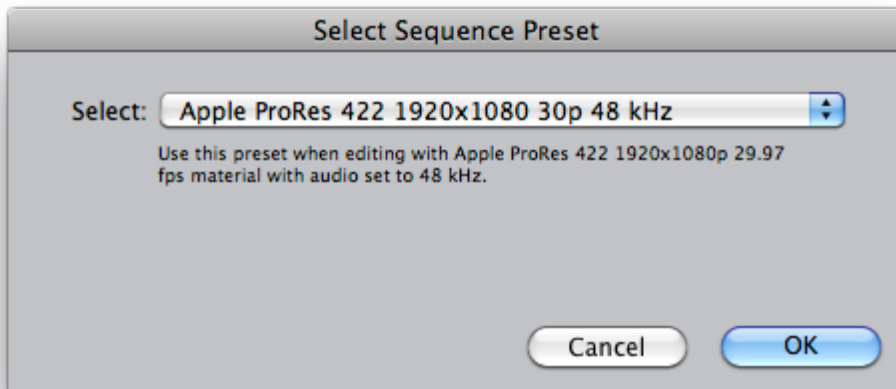 Select Sequence Preset
Select: Apple ProRes 422 1920x1080 30p 48 kHz
Use this preset when editing with Apple ProRes 422 1920x1080p 29.97
fps material with audio set to 48 kHz.
Cancel OK